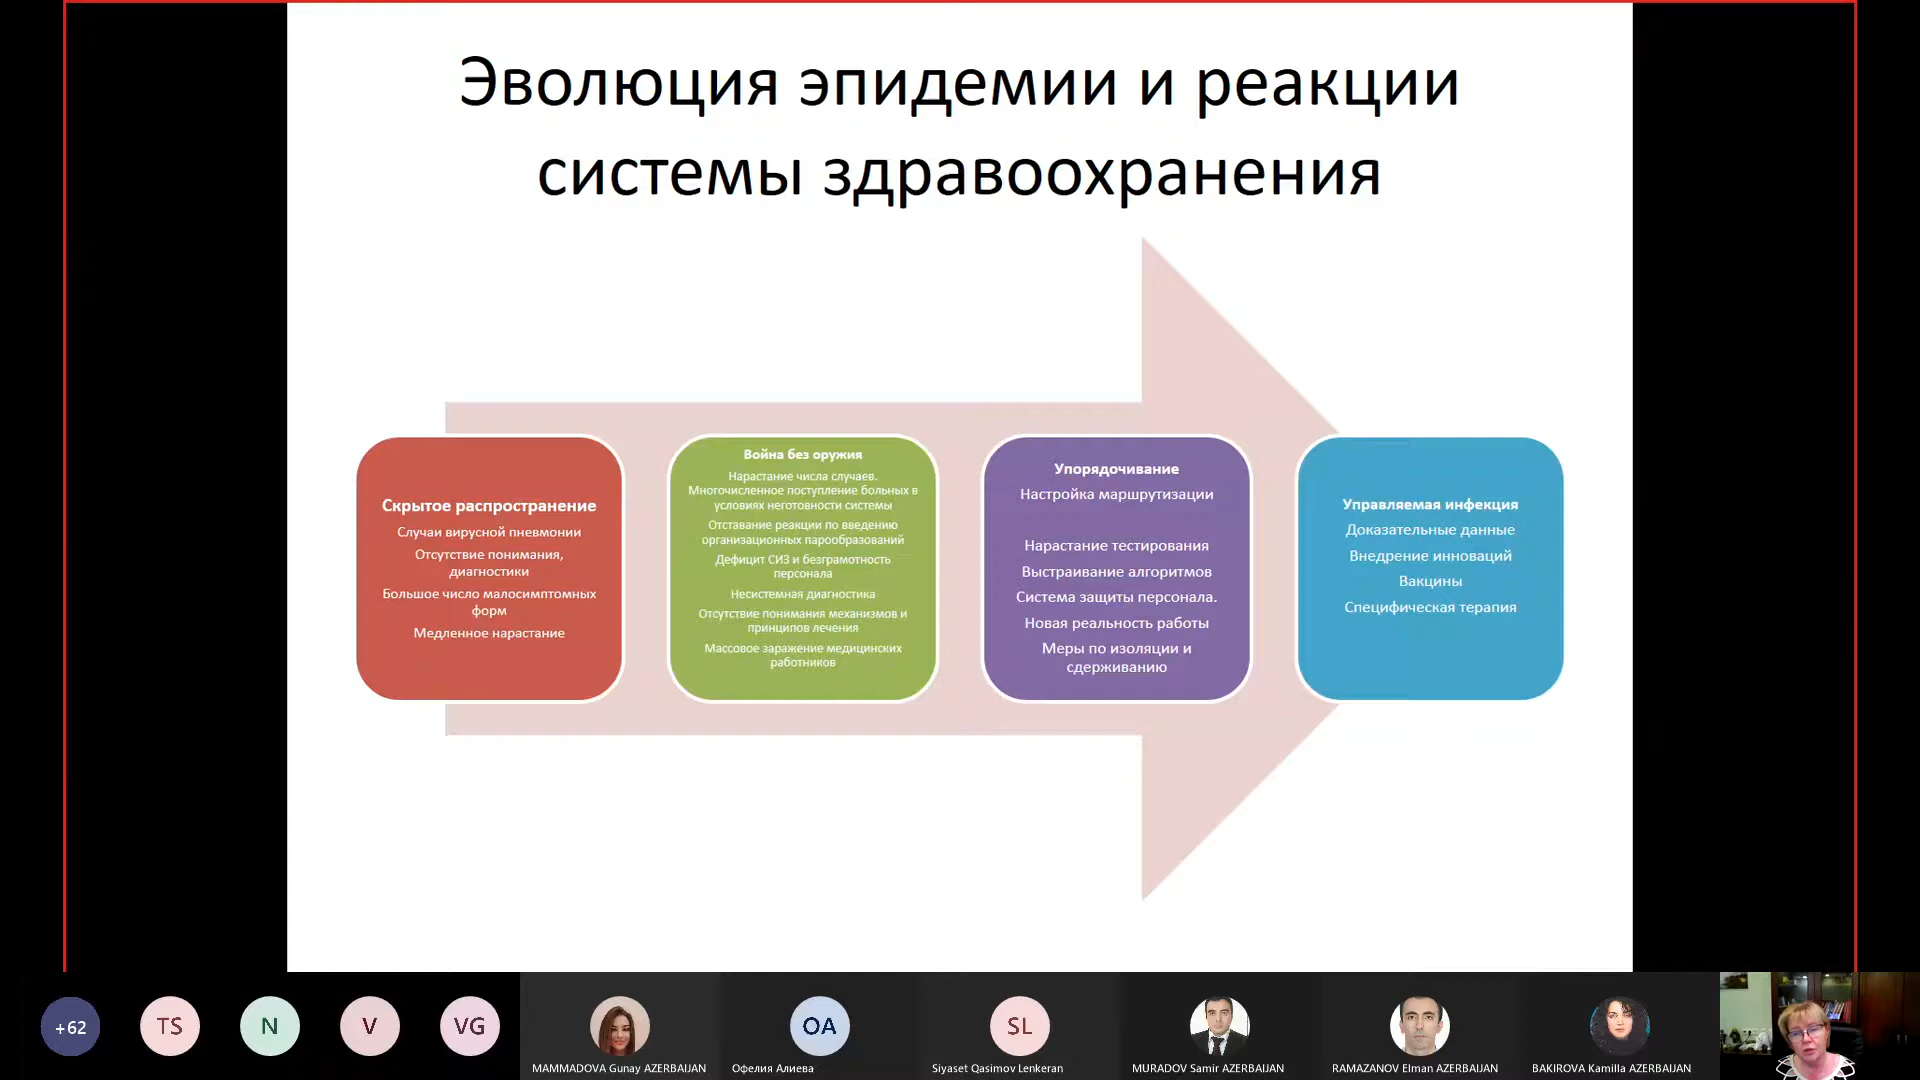 Эволюция эпидемии и реакции
системы здравоохранения
Скрытое распространение
Случаи вирусной пневмонии
Отсутствие понимания,
диагностики
Большое число малосимптомных
форм
Медленное нарастание
Война без оружия
Нарастание числа случаев.
Многочисленное поступление больных в
условиях неготовности системы
Отставание реакции по введению
организационных парообразований
Дефицит СИЗ и безграмотность
персонала
Несистемная диагностика
Отсутствие понимания механизмов и
принципов лечения
Массовое заражение медицинских
работников
Упорядочивание
Настройка маршрутизации
Нарастание тестирования
Выстраивание алгоритмов
Система защиты персонала.
Новая реальность работы
Меры по изоляции и
сдерживанию
Управляемая инфекция
Доказательные данные
Внедрение инноваций
Вакцины
Специфическая терапия
+62
TS
N
V
VG
MAMMADOVA Gunay AZERBAIJAN
OA
Офелия Алиева
SL
Siyaset Qasimov Lenkeran
MURADOV Samir AZERBAIJAN
RAMAZANOV Elman AZERBAIJAN
BAKIROVA Kamilla AZERBAIJAN